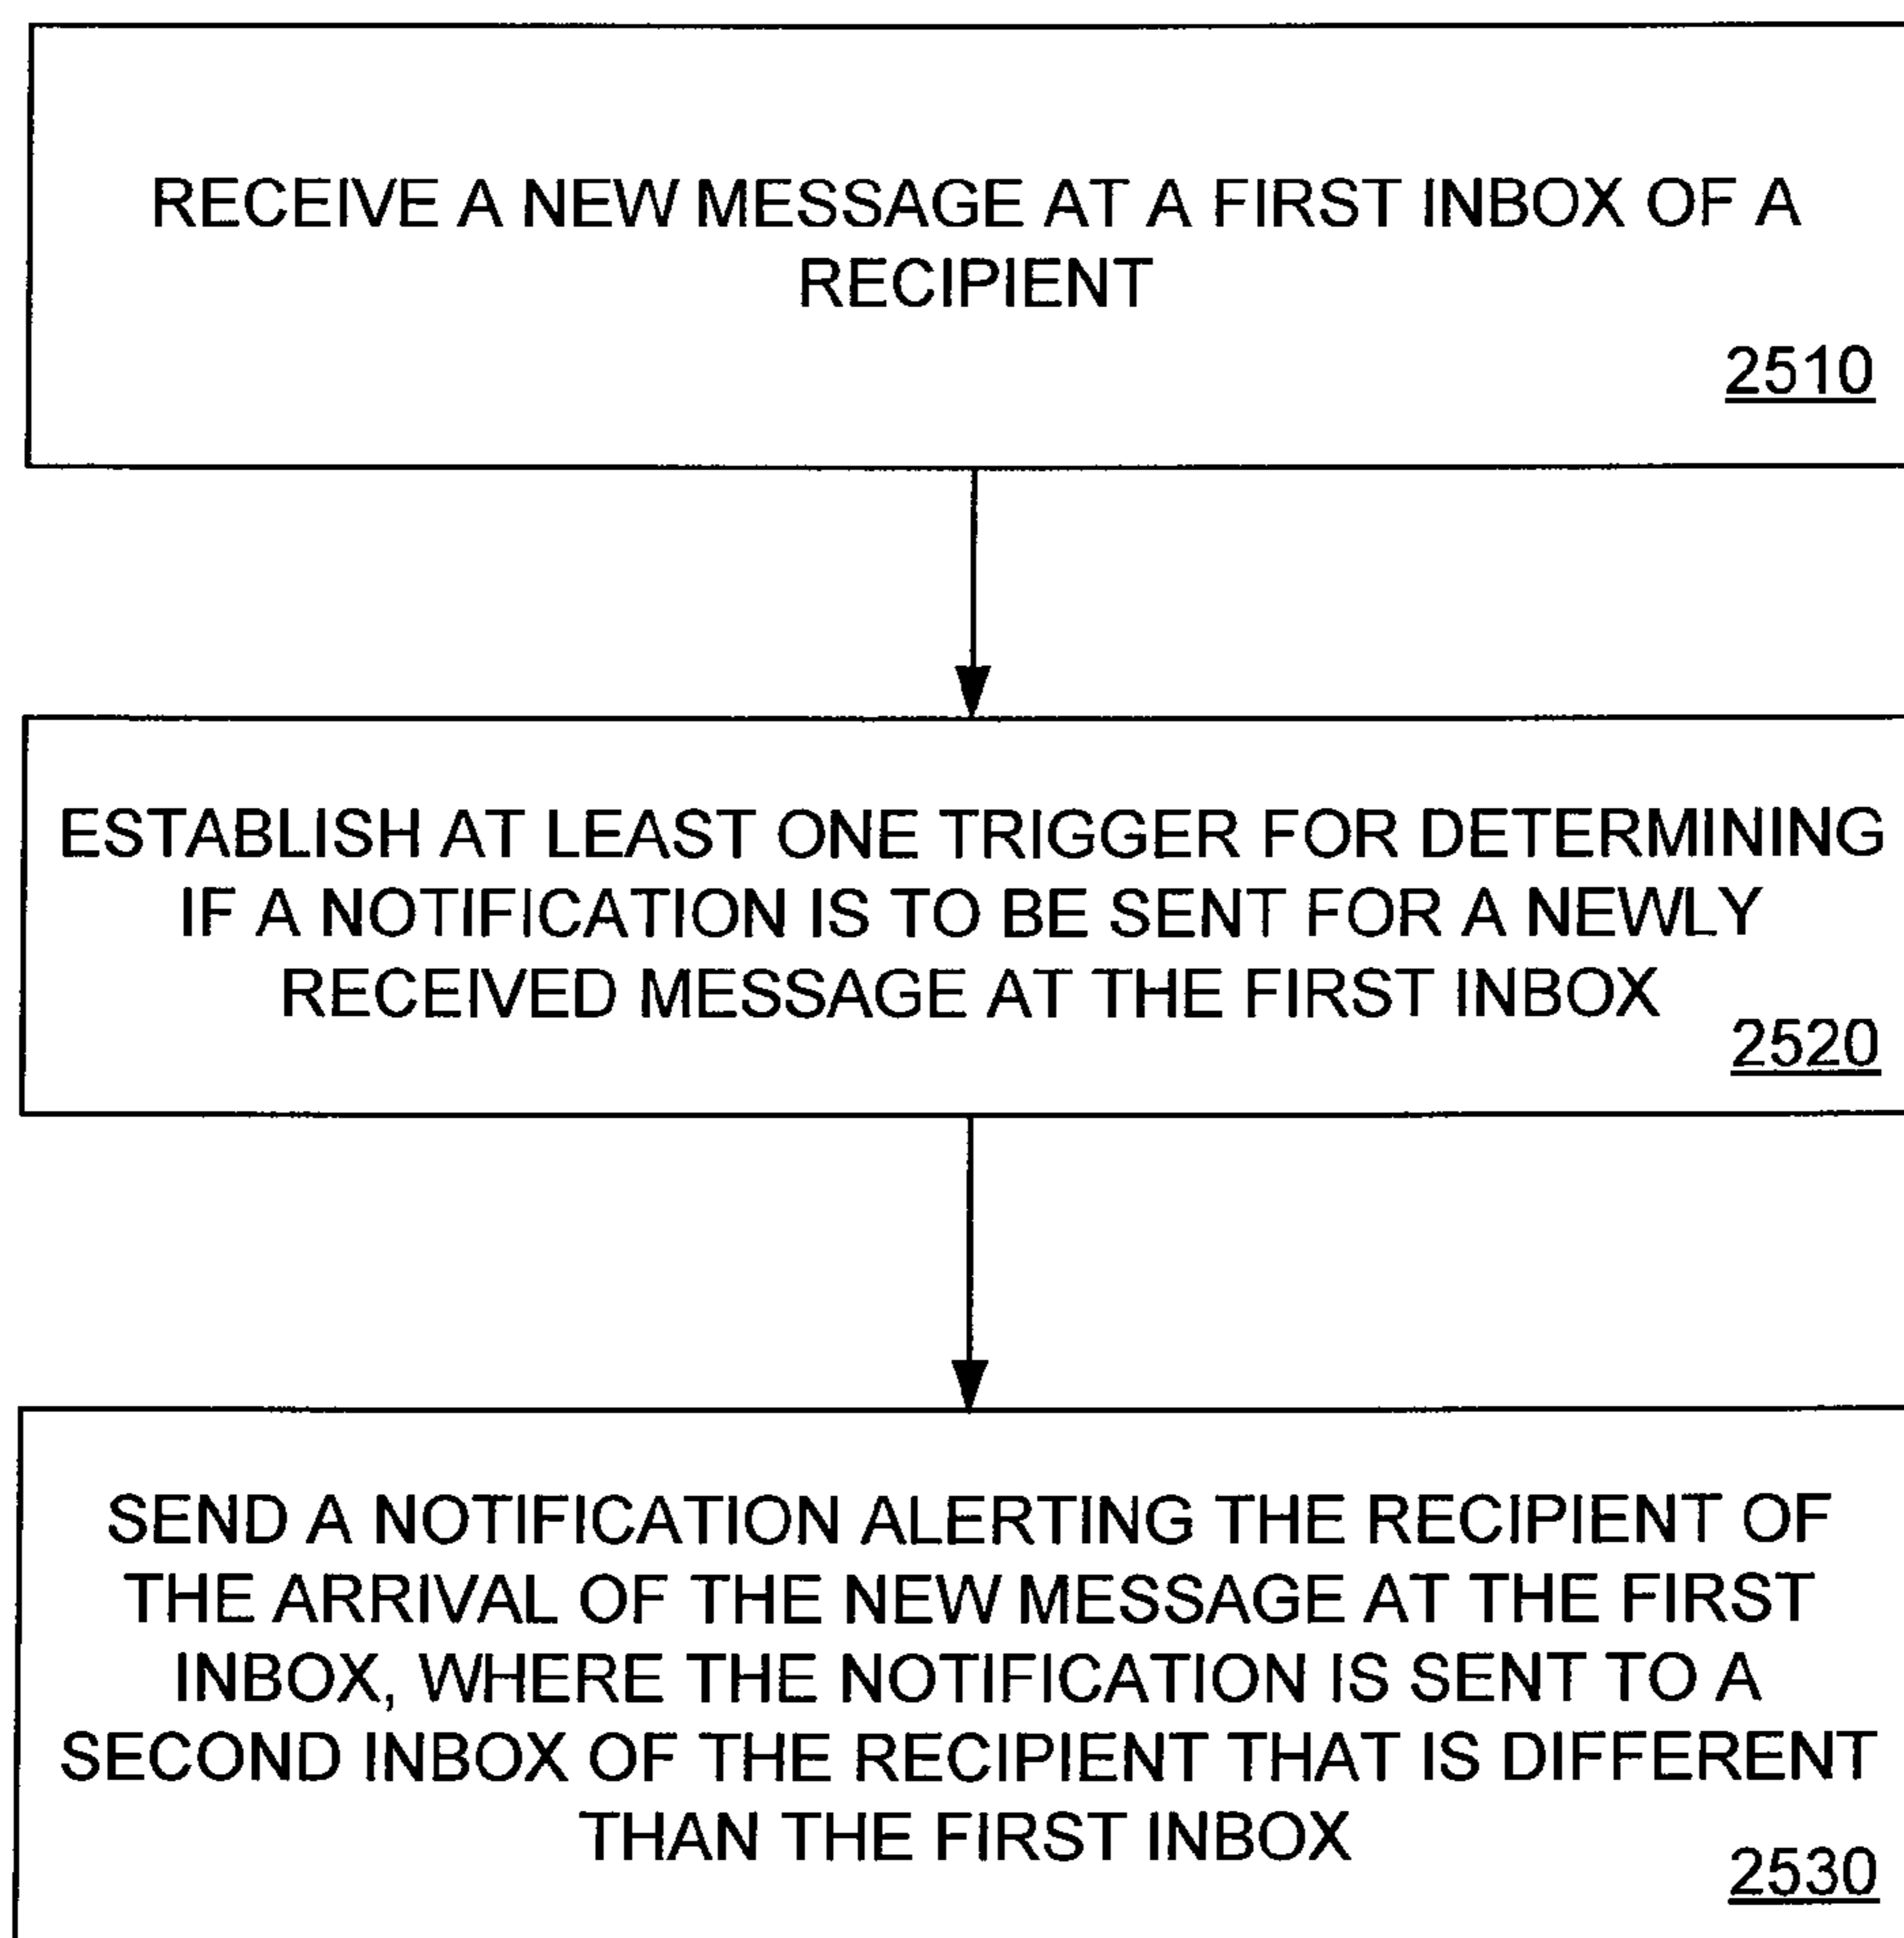 RECEIVE A NEW MESSAGE AT A FIRST INBOX OF A
RECIPIENT
2510
ESTABLISH AT LEAST ONE TRIGGER FOR DETERMINING
IF A NOTIFICATION IS TO BE SENT FOR A NEWLY
RECEIVED MESSAGE AT THE FIRST INBOX
2520
SEND A NOTIFICATION ALERTING THE RECIPIENT OF
THE ARRIVAL OF THE NEW MESSAGE AT THE FIRST
INBOX, WHERE THE NOTIFICATION IS SENT TO A
SECOND INBOX OF THE RECIPIENT THAT IS DIFFERENT
THAN THE FIRST INBOX
2530